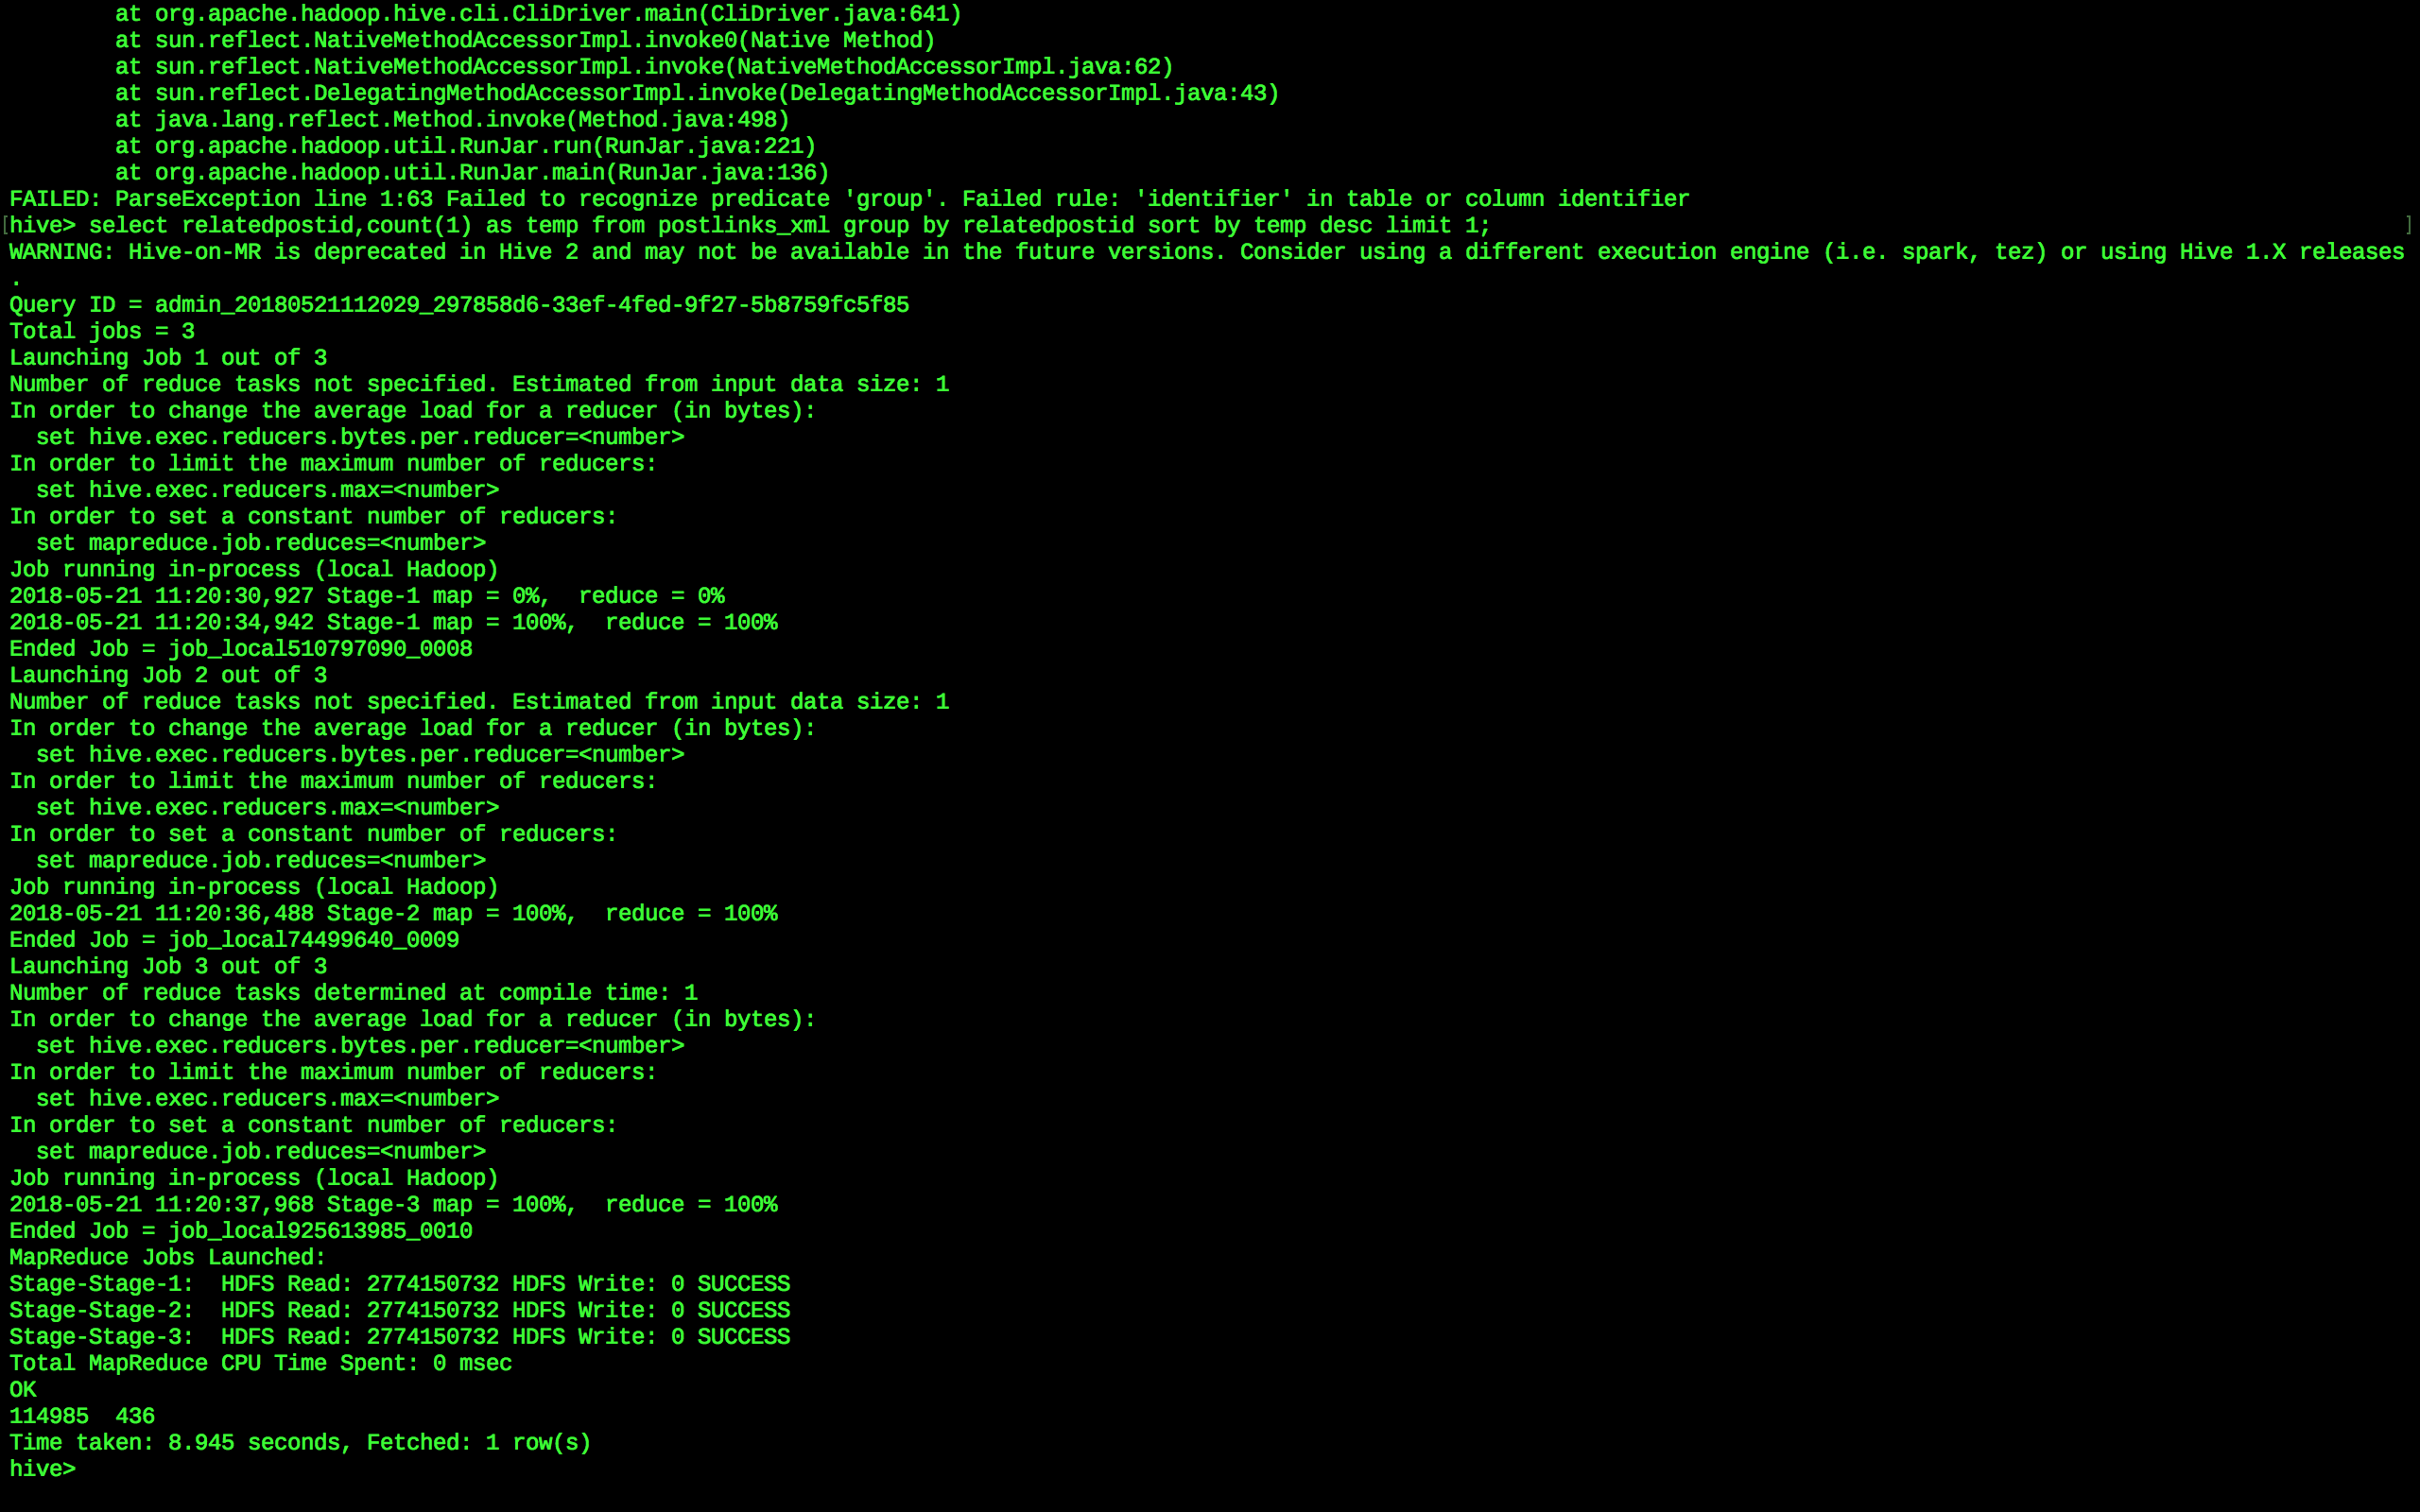 at org.apache.hadoop.hive.cli.CliDriver.main(CliDriver.java:641)
        at sun.reflect.NativeMethodAccessorImpl.invoke0(Native Method)
        at sun.reflect.NativeMethodAccessorImpl.invoke(NativeMethodAccessorImpl.java:62)
        at sun.reflect.DelegatingMethodAccessorImpl.invoke(DelegatingMethodAccessorImpl.java:43)
        at java.lang.reflect.Method.invoke(Method.java:498)
        at org.apache.hadoop.util.RunJar.run(RunJar.java:221)
        at org.apache.hadoop.util.RunJar.main(RunJar.java:136)
FAILED: ParseException line 1:63 Failed to recognize predicate 'group'. Failed rule: 'identifier' in table or column identifier
[hive> select relatedpostid,count(1) as temp from postlinks_xml group by relatedpostid sort by temp desc limit 1; ]
WARNING: Hive-on-MR is deprecated in Hive 2 and may not be available in the future versions. Consider using a different execution engine (i.e. spark, tez) or using Hive 1.X releases
.
Query ID = admin_20180521112029_297858d6-33ef-4fed-9f27-5b8759fc5f85
Total jobs = 3
Launching Job 1 out of 3
Number of reduce tasks not specified. Estimated from input data size: 1
In order to change the average load for a reducer (in bytes):
  set hive.exec.reducers.bytes.per.reducer=<number>
In order to limit the maximum number of reducers:
  set hive.exec.reducers.max=<number>
In order to set a constant number of reducers:
  set mapreduce.job.reduces=<number>
Job running in-process (local Hadoop)
2018-05-21 11:20:30,927 Stage-1 map = 0%,  reduce = 0%
2018-05-21 11:20:34,942 Stage-1 map = 100%,  reduce = 100%
Ended Job = job_local510797090_0008
Launching Job 2 out of 3
Number of reduce tasks not specified. Estimated from input data size: 1
In order to change the average load for a reducer (in bytes):
  set hive.exec.reducers.bytes.per.reducer=<number>
In order to limit the maximum number of reducers:
  set hive.exec.reducers.max=<number>
In order to set a constant number of reducers:
  set mapreduce.job.reduces=<number>
Job running in-process (local Hadoop)
2018-05-21 11:20:36,488 Stage-2 map = 100%,  reduce = 100%
Ended Job = job_local74499640_0009
Launching Job 3 out of 3
Number of reduce tasks determined at compile time: 1
In order to change the average load for a reducer (in bytes):
  set hive.exec.reducers.bytes.per.reducer=<number>
In order to limit the maximum number of reducers:
  set hive.exec.reducers.max=<number>
In order to set a constant number of reducers:
  set mapreduce.job.reduces=<number>
Job running in-process (local Hadoop)
2018-05-21 11:20:37,968 Stage-3 map = 100%,  reduce = 100%
Ended Job = job_local925613985_0010
MapReduce Jobs Launched:
Stage-Stage-1:  HDFS Read: 2774150732 HDFS Write: 0 SUCCESS
Stage-Stage-2:  HDFS Read: 2774150732 HDFS Write: 0 SUCCESS
Stage-Stage-3:  HDFS Read: 2774150732 HDFS Write: 0 SUCCESS
Total MapReduce CPU Time Spent: 0 msec
OK
114985  436
Time taken: 8.945 seconds, Fetched: 1 row(s)
hive>